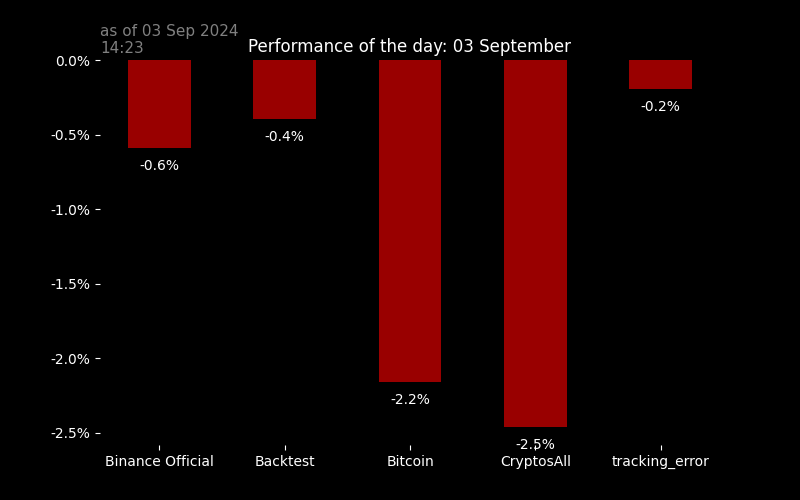 as of 03 Sep 2024
14:23
Performance of the day: 03 September
0.0%
-0.5%
-1.0%
-1.5%
-2.0%
-2.5%
-0.6%
-0.4%
-2.2%
-2.5%
-0.2%
Binance Official
Backtest
Bitcoin
CryptosAll
tracking_error